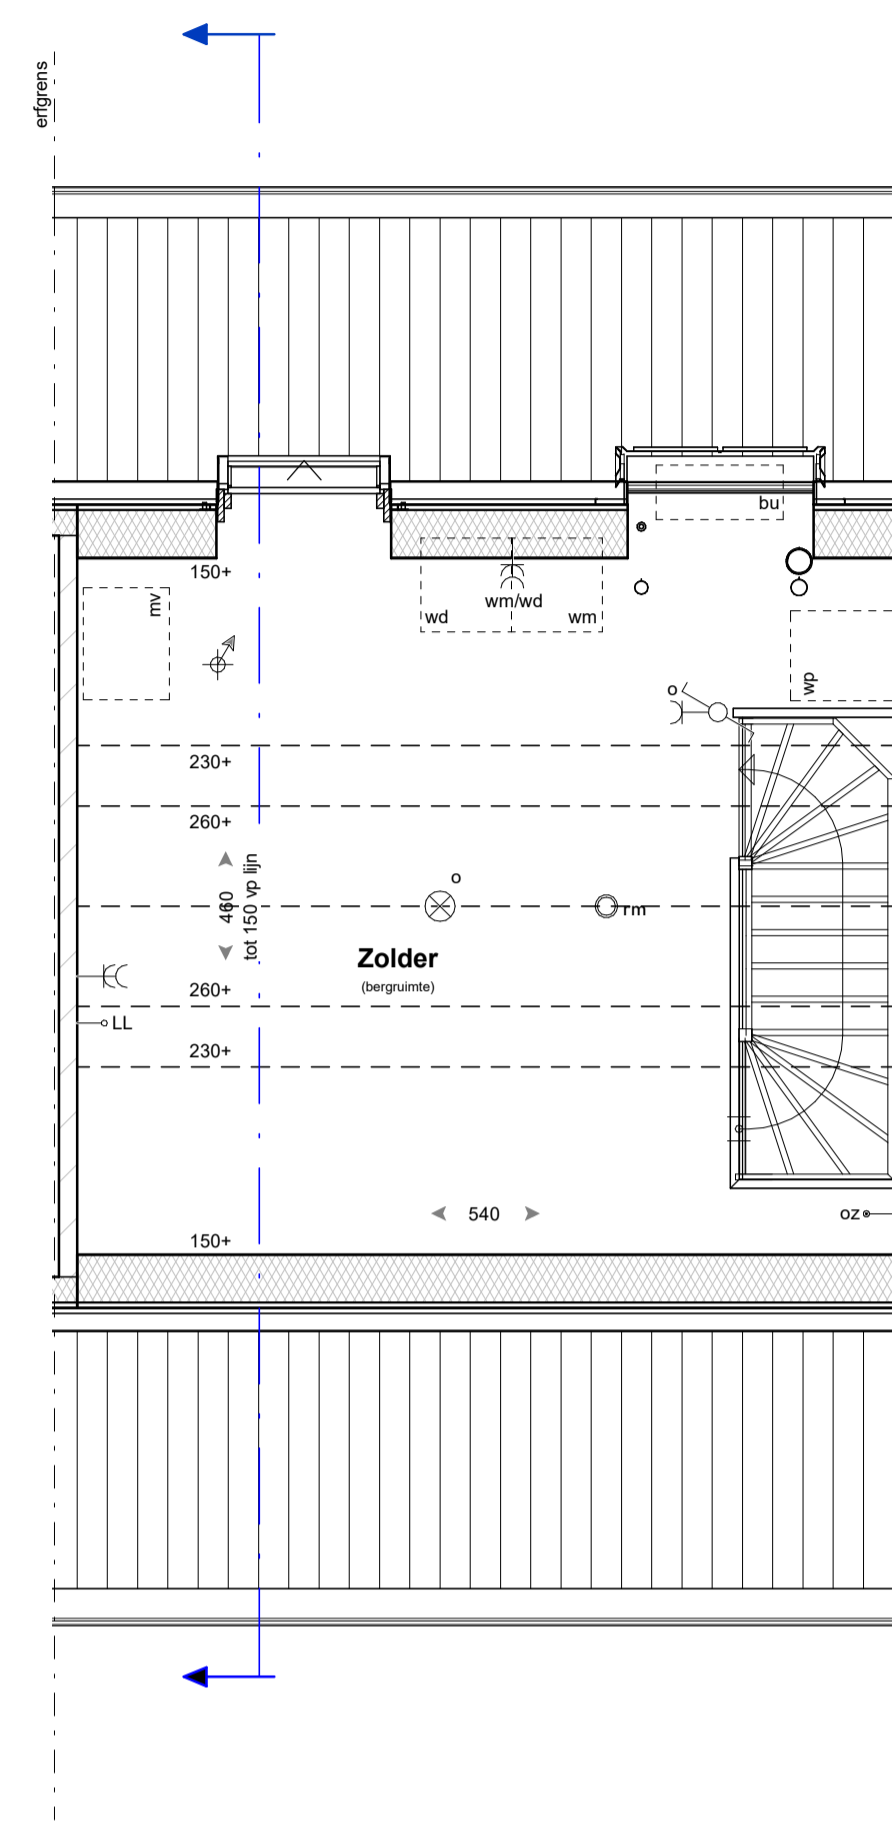 erfgrens
bu
150+
mv
wm/wd
wd
wm
wp
o
230+
260+
460
tot 150 vp lijn
o
rm
Zolder
(bergruimte)
260+
LL
230+
540
oz
150+